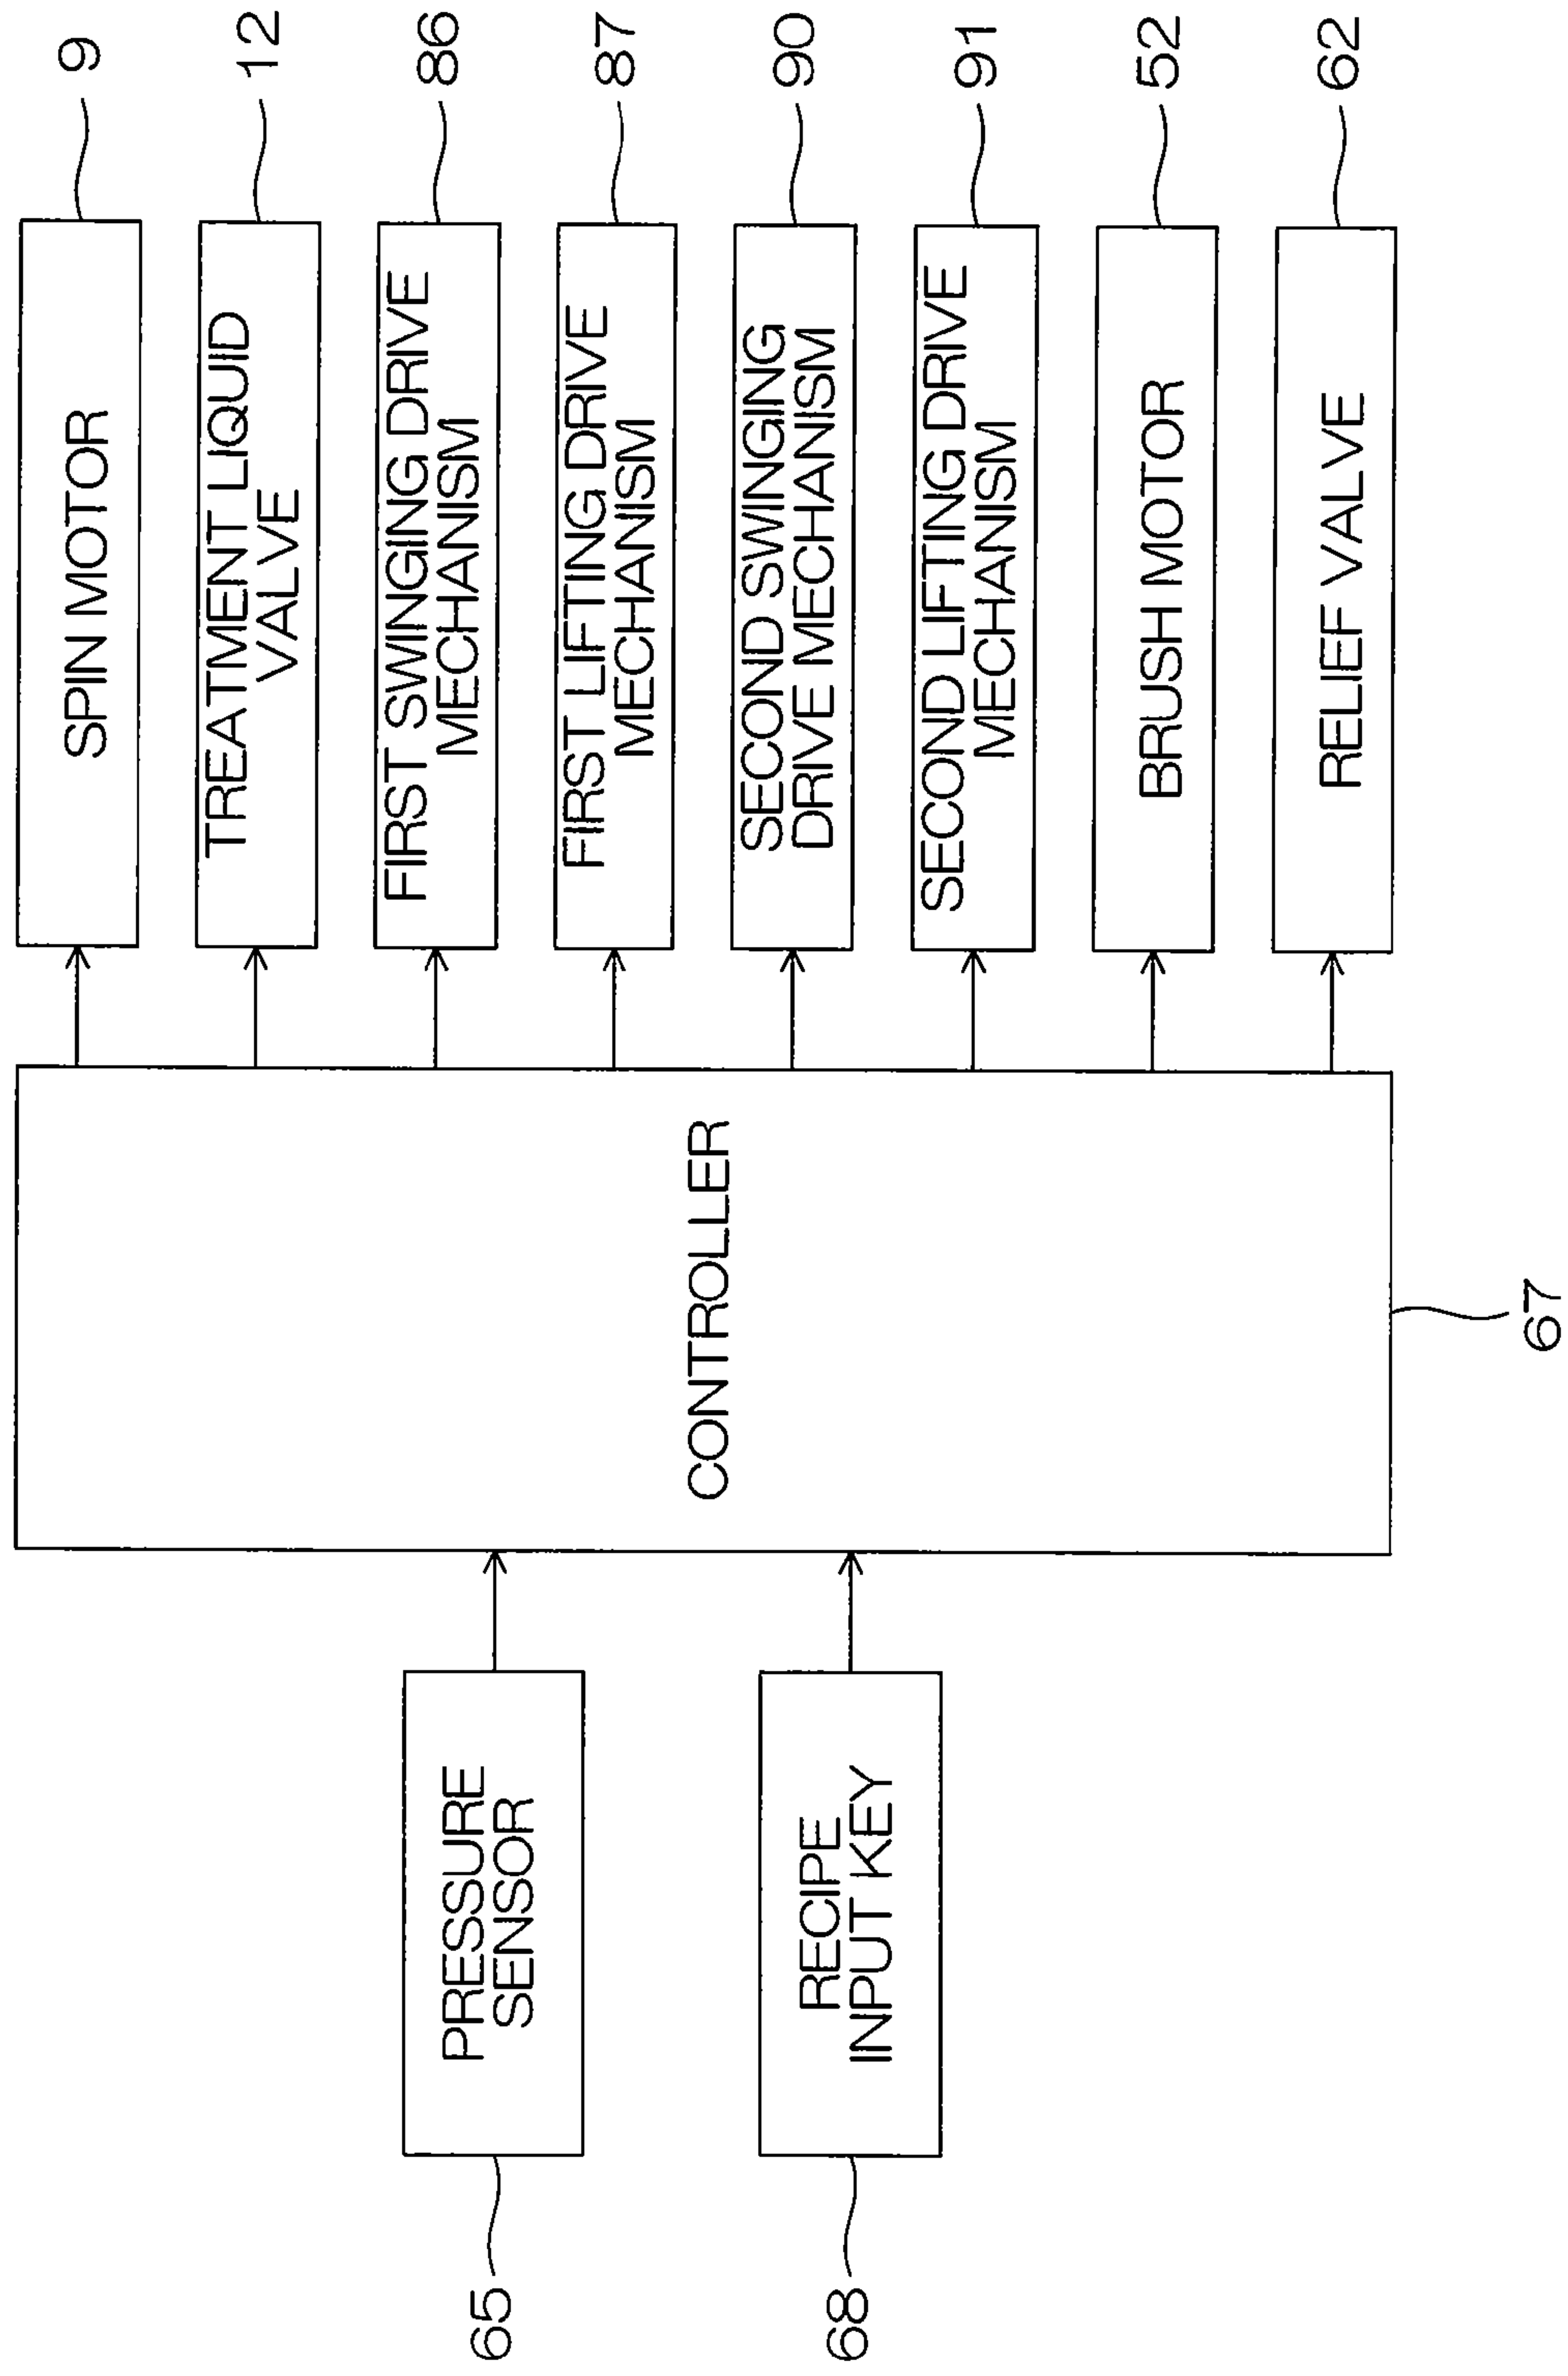 SPIN MOTOR
9
TREATMENT LIQUID
VALVE
12
FIRST SWINGING DRIVE
MECHANISM
86
FIRST LIFTING DRIVE
MECHANISM
87
PRESSURE
SENSOR
65
CONTROLLER
67
SECOND SWINGING
DRIVE MECHANISM
90
RECIPE
INPUT KEY
68
SECOND LIFTING DRIVE
MECHANISM
91
BRUSH MOTOR
52
RELIEF VALVE
62